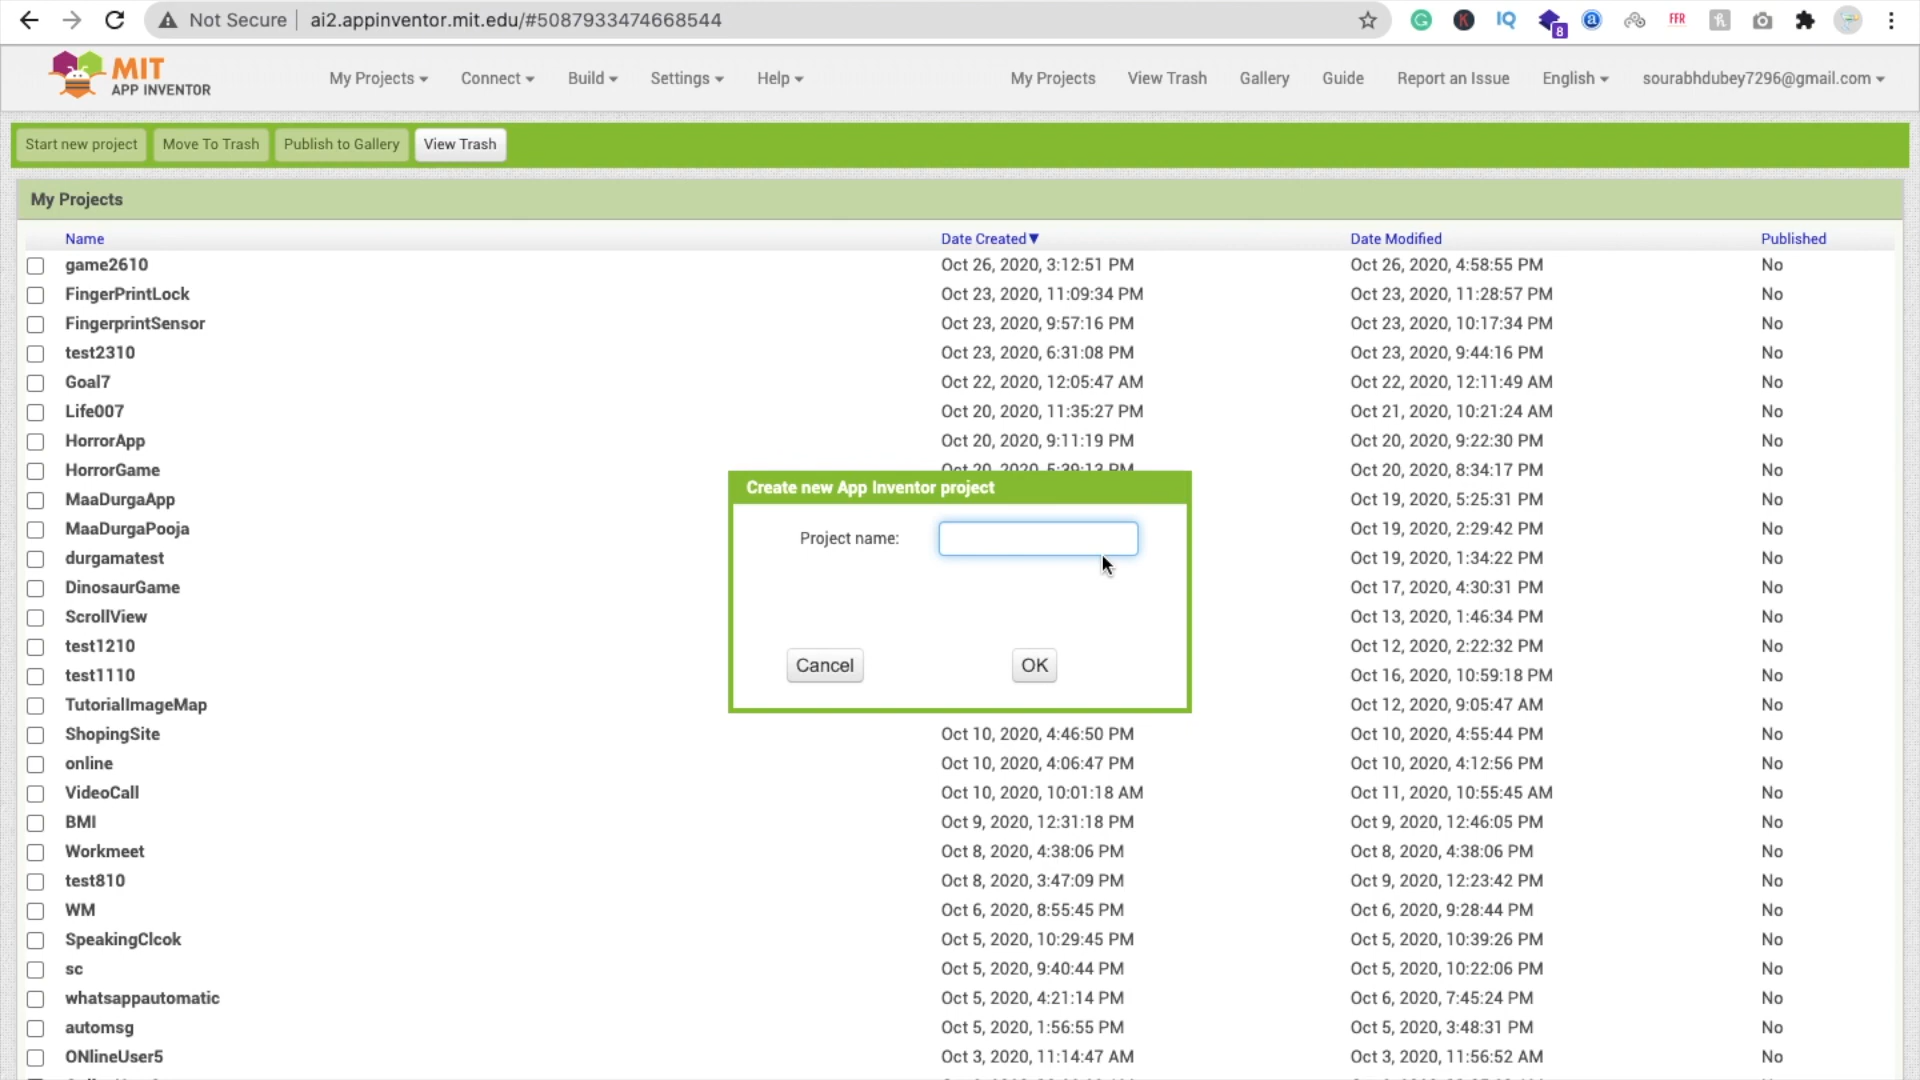 Not Secure ai2.appinventor.mit.edu/#5087933474668544 IQ 8 FFR
MIT APP INVENTOR My Projects Connect Build Settings Help My Projects View Trash Gallery Guide Report an Issue English sourabhdubey7296@gmail.com
Start new project Move To Trash Publish to Gallery View Trash
My Projects
Name Date Created▼ Date Modified Published
game2610 Oct 26, 2020, 3:12:51 PM Oct 26, 2020, 4:58:55 PM No
FingerPrintLock Oct 23, 2020, 11:09:34 PM Oct 23, 2020, 11:28:57 PM No
FingerprintSensor Oct 23, 2020, 9:57:16 PM Oct 23, 2020, 10:17:34 PM No
test2310 Oct 23, 2020, 6:31:08 PM Oct 23, 2020, 9:44:16 PM No
Goal7 Oct 22, 2020, 12:05:47 AM Oct 22, 2020, 12:11:49 AM No
Life007 Oct 20, 2020, 11:35:27 PM Oct 21, 2020, 10:21:24 AM No
HorrorApp Oct 20, 2020, 9:11:19 PM Oct 20, 2020, 9:22:30 PM No
HorrorGame Oct 20, 2020, 5:39:13 PM Oct 20, 2020, 8:34:17 PM No
Create new App Inventor project
MaaDurgaApp Oct 19, 2020, 5:25:31 PM No
MaaDurgaPooja Oct 19, 2020, 2:29:42 PM No
Project name:
durgamatest Oct 19, 2020, 1:34:22 PM No
DinosaurGame Oct 17, 2020, 4:30:31 PM No
ScrollView Oct 13, 2020, 1:46:34 PM No
test1210 Oct 12, 2020, 2:22:32 PM No
Cancel OK
test1110 Oct 16, 2020, 10:59:18 PM No
TutorialImageMap Oct 12, 2020, 9:05:47 AM No
ShopingSite Oct 10, 2020, 4:46:50 PM Oct 10, 2020, 4:55:44 PM No
online Oct 10, 2020, 4:06:47 PM Oct 10, 2020, 4:12:56 PM No
VideoCall Oct 10, 2020, 10:01:18 AM Oct 11, 2020, 10:55:45 AM No
BMI Oct 9, 2020, 12:31:18 PM Oct 9, 2020, 12:46:05 PM No
Workmeet Oct 8, 2020, 4:38:06 PM Oct 8, 2020, 4:38:06 PM No
test810 Oct 8, 2020, 3:47:09 PM Oct 9, 2020, 12:23:42 PM No
WM Oct 6, 2020, 8:55:45 PM Oct 6, 2020, 9:28:44 PM No
SpeakingClcok Oct 5, 2020, 10:29:45 PM Oct 5, 2020, 10:39:26 PM No
sc Oct 5, 2020, 9:40:44 PM Oct 5, 2020, 10:22:06 PM No
whatsappautomatic Oct 5, 2020, 4:21:14 PM Oct 6, 2020, 7:45:24 PM No
automsg Oct 5, 2020, 1:56:55 PM Oct 5, 2020, 3:48:31 PM No
ONlineUser5 Oct 3, 2020, 11:14:47 AM Oct 3, 2020, 11:56:52 AM No